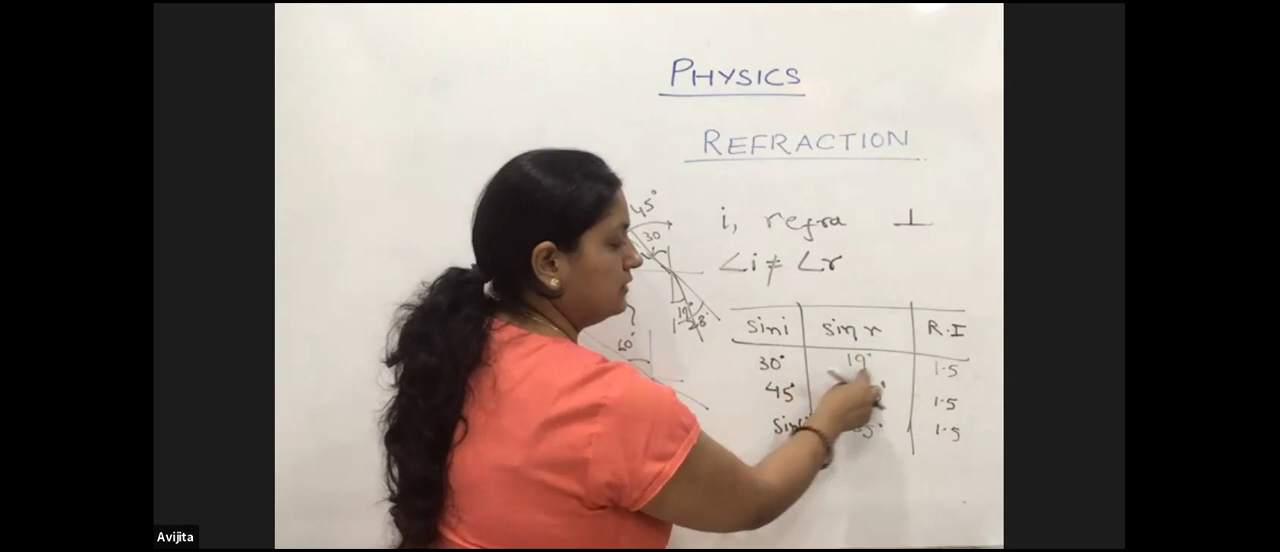 PHYSICS
REFRACTION
45°
30
i, refra ⊥
∠i ≠ ∠r
19°
28°
60°
sin i sin r R.I
30° 19° 1.5
45° 1.5
1.5
Avijita